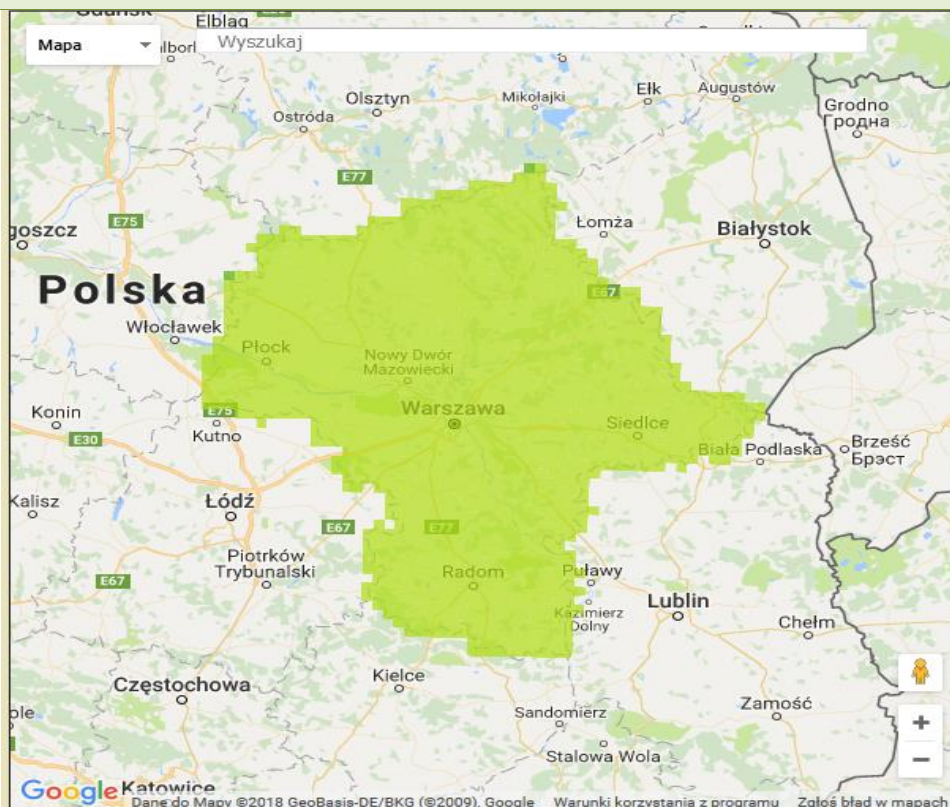 Elbląg
Mapa
Wyszukaj
Olsztyn
Mikołajki
Ełk
Augustów
Ostróda
Grodno
Гродна
E77
E75
Łomża
Białystok
Polska
E67
Włocławek
Płock
Nowy Dwór
Mazowiecki
Konin
E75
Warszawa
Siedlce
E30
Kutno
Biała Podlaska
Brześć
Брэст
Kalisz
Łódź
E67
E77
Piotrków
Trybunalski
E67
Radom
Puławy
Kazimierz
Dolny
Lublin
Chełm
Kielce
Częstochowa
Sandomierz
Zamość
Stalowa Wola
+
−
Google
Katowice
Dane do Mapy ©2018 GeoBasis-DE/BKG (©2009), Google
Warunki korzystania z programu
Zgłoś błąd w mapach